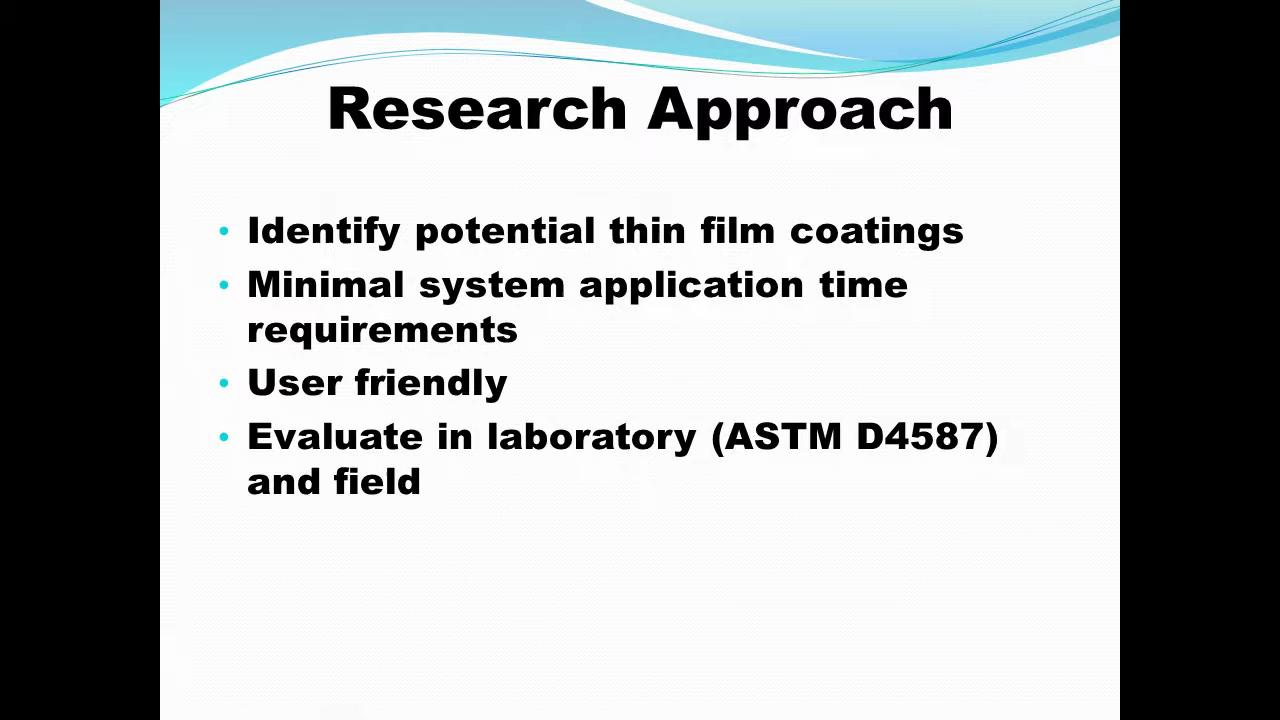 Research Approach
• Identify potential thin film coatings
• Minimal system application time
requirements
• User friendly
• Evaluate in laboratory (ASTM D4587)
and field